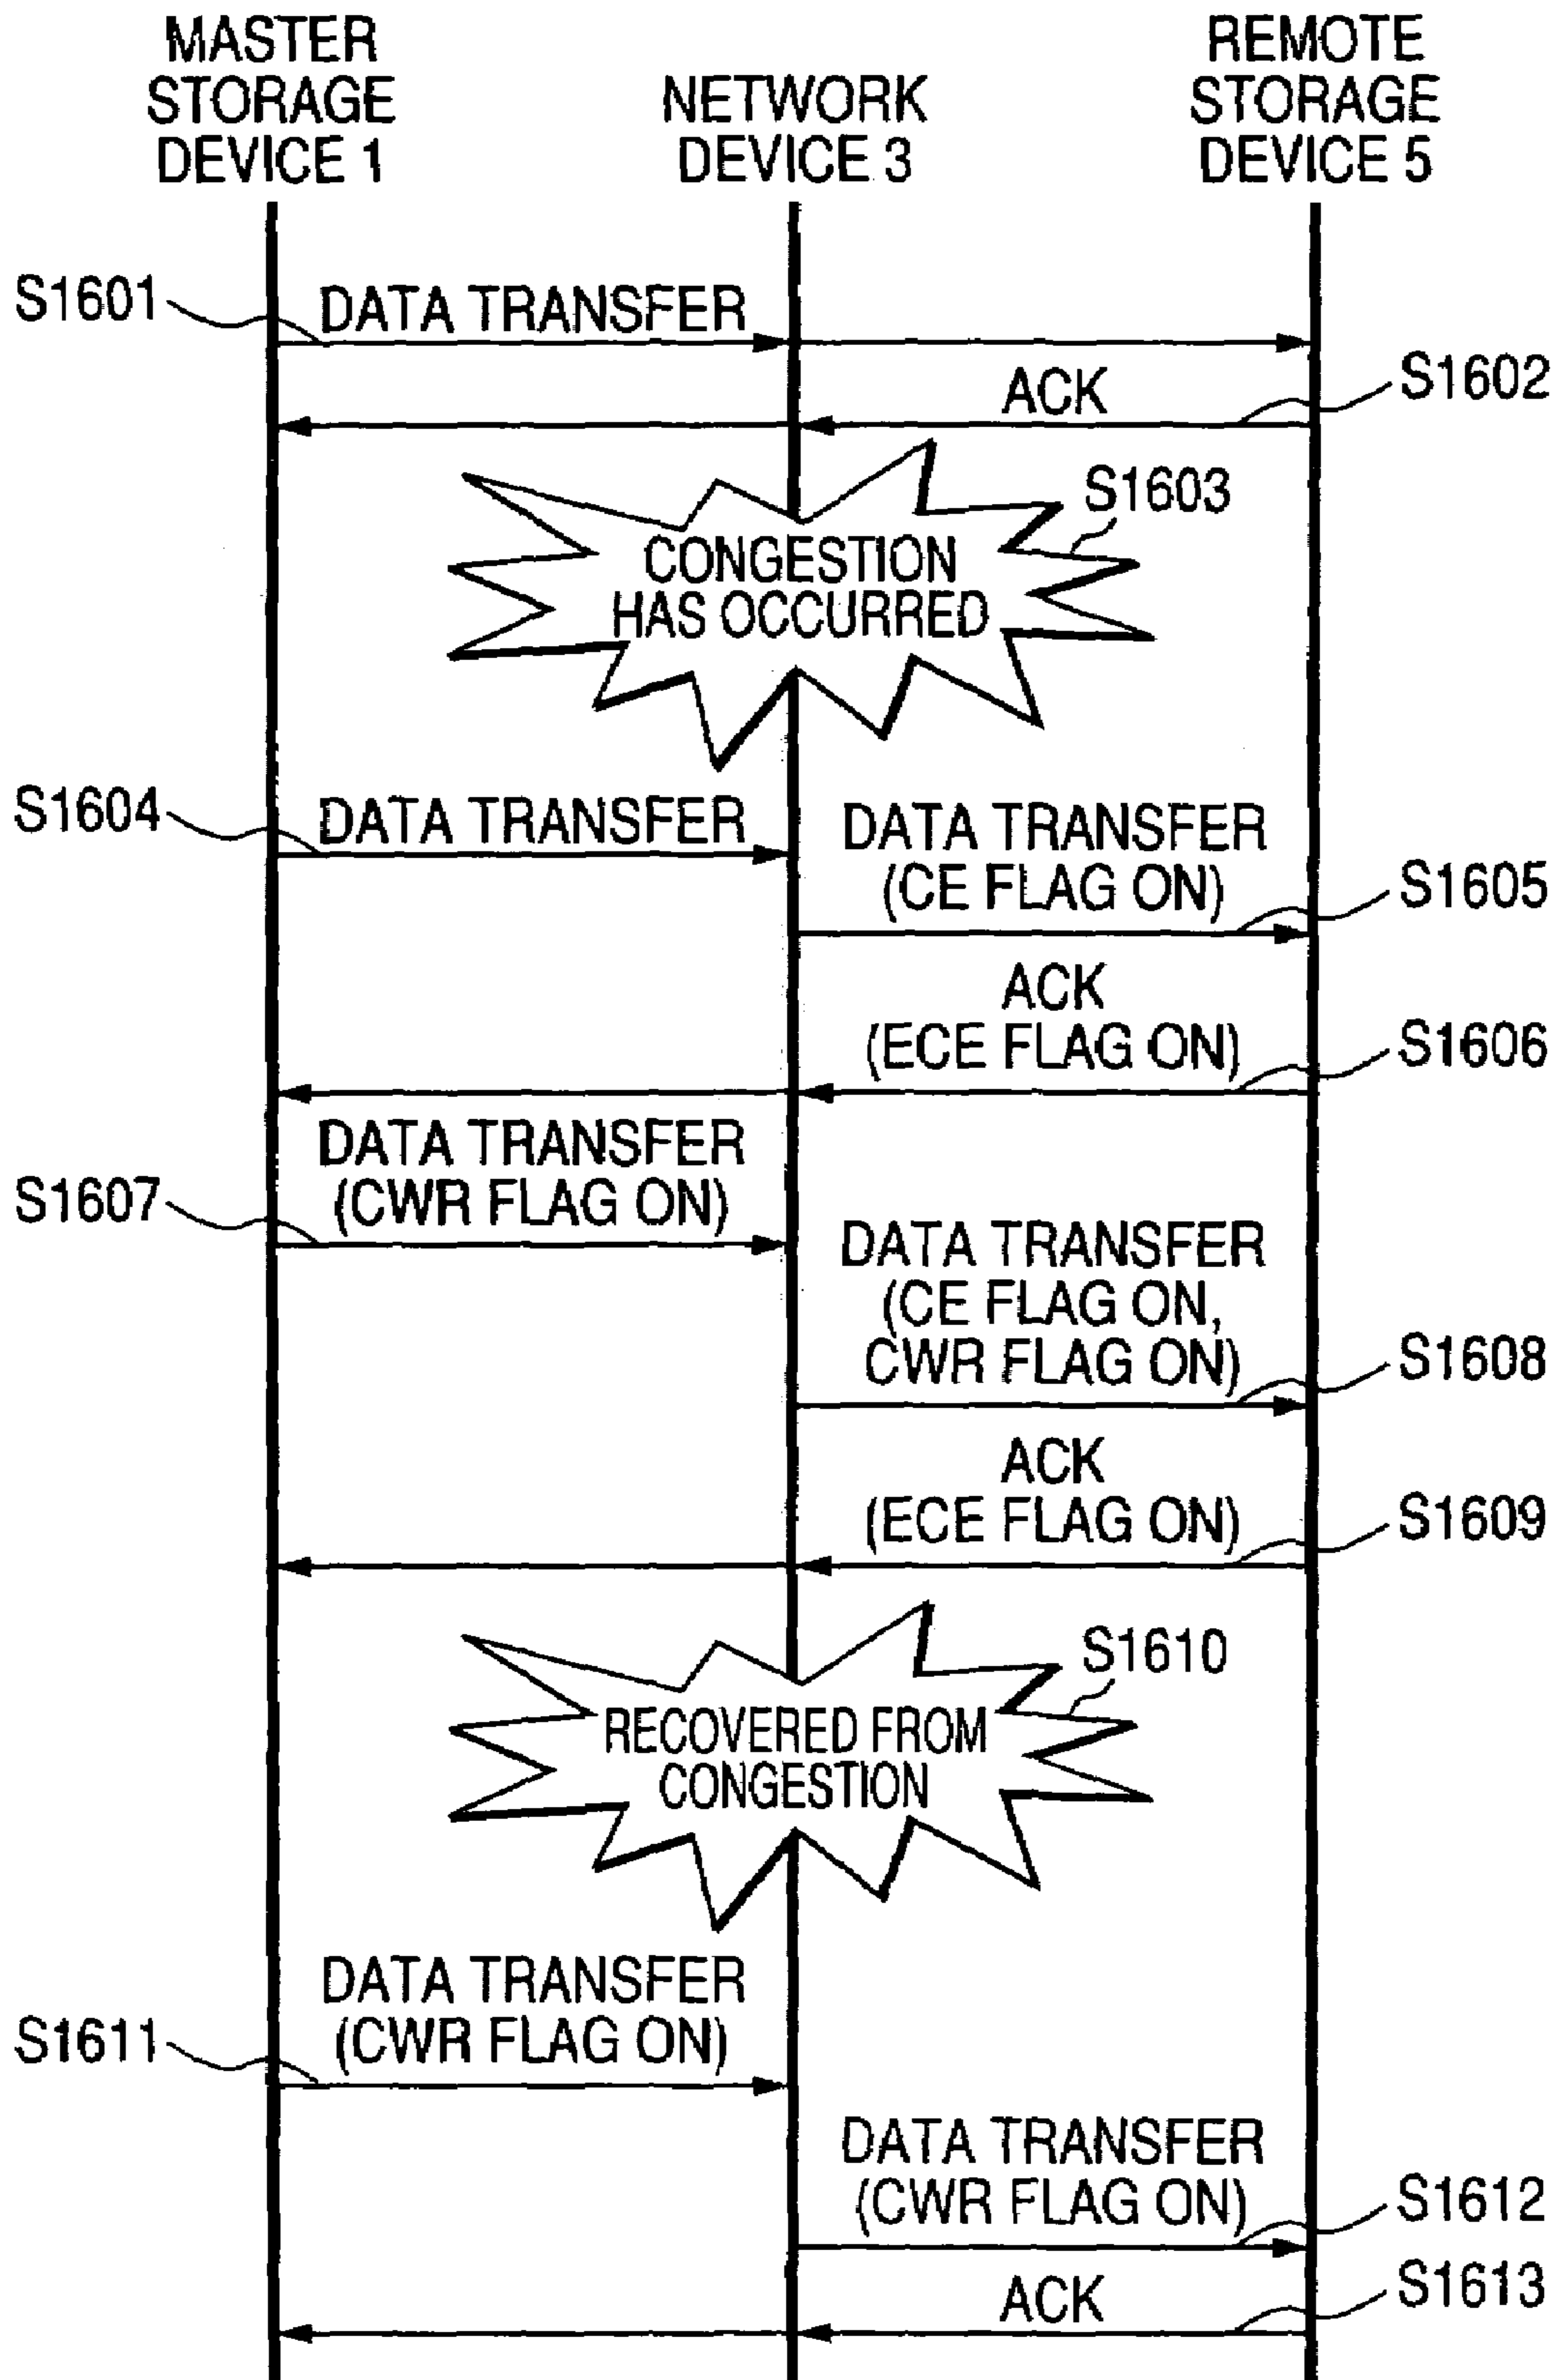 MASTER
STORAGE
DEVICE 1
NETWORK
DEVICE 3
REMOTE
STORAGE
DEVICE 5
S1601
DATA TRANSFER
ACK
S1602
S1603
CONGESTION
HAS OCCURRED
S1604
DATA TRANSFER
DATA TRANSFER
(CE FLAG ON)
S1605
ACK
(ECE FLAG ON)
S1606
DATA TRANSFER
(CWR FLAG ON)
S1607
DATA TRANSFER
(CE FLAG ON,
CWR FLAG ON)
S1608
ACK
(ECE FLAG ON)
S1609
S1610
RECOVERED FROM
CONGESTION
DATA TRANSFER
(CWR FLAG ON)
S1611
DATA TRANSFER
(CWR FLAG ON)
S1612
ACK
S1613